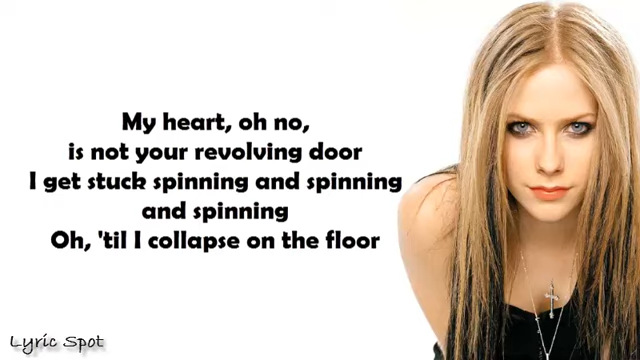 My heart, oh no,
is not your revolving door
I get stuck spinning and spinning
and spinning
Oh, 'til I collapse on the floor
Lyric Spot